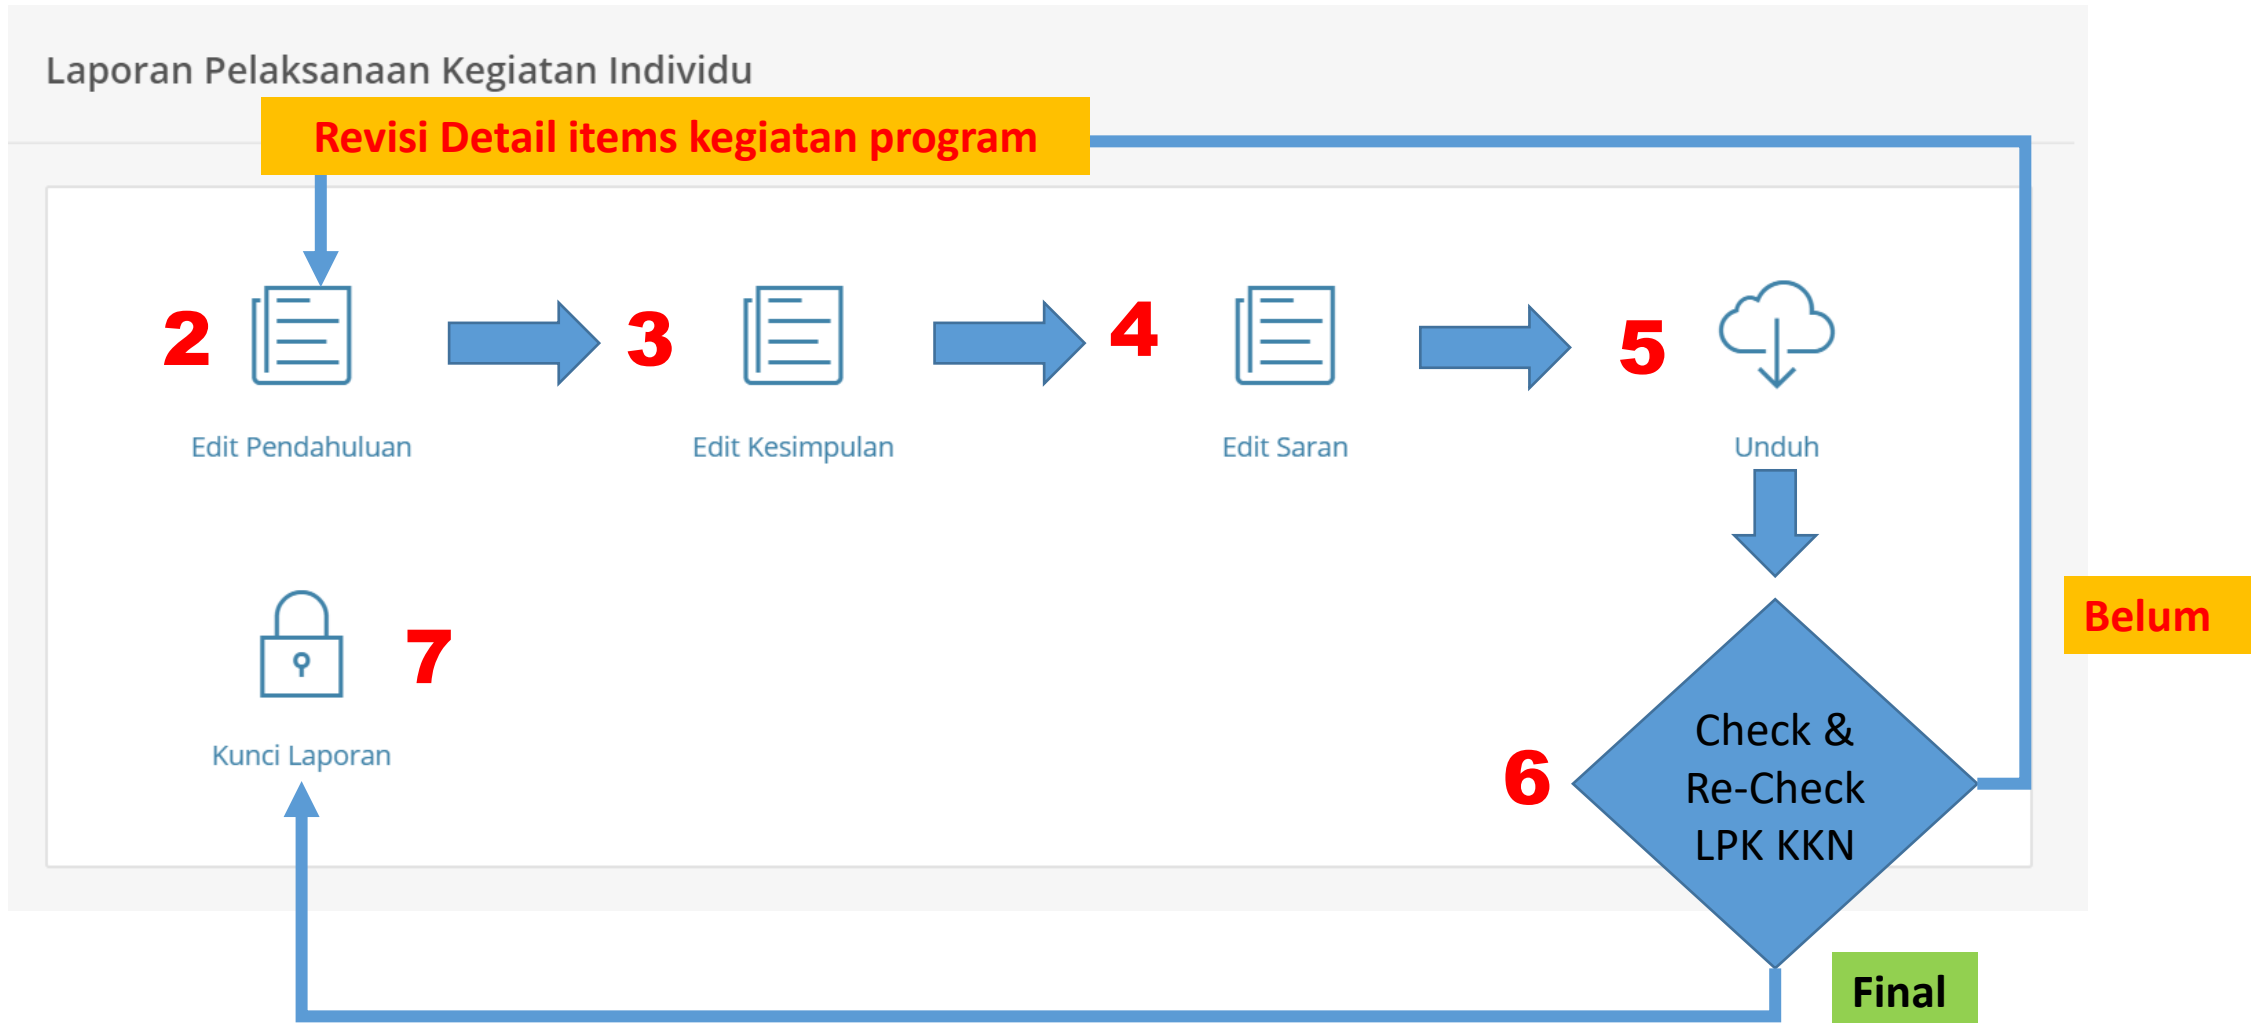 Laporan Pelaksanaan Kegiatan Individu
Revisi Detail items kegiatan program
2
3
4
5
Edit Pendahuluan
Edit Kesimpulan
Edit Saran
Unduh
Belum
7
Kunci Laporan
6
Check &
Re-Check
LPK KKN
Final